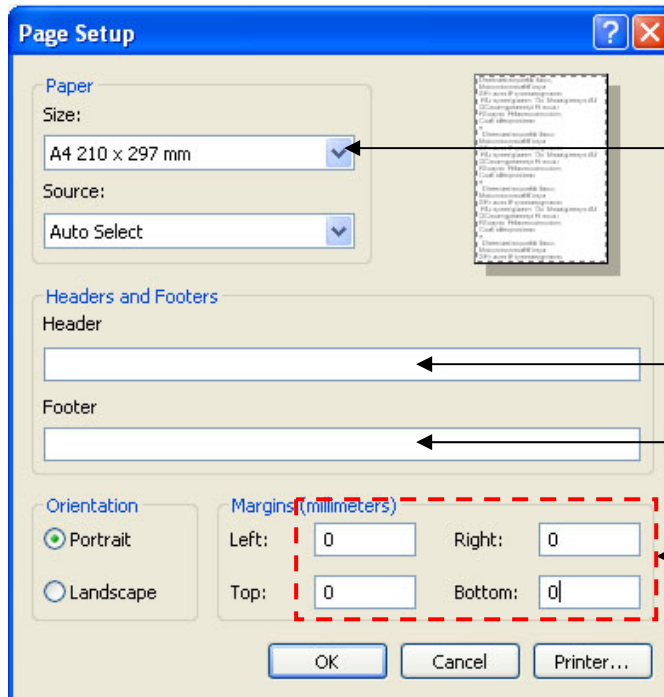 Page Setup
Paper
Size:
A4 210 x 297 mm
Source:
Auto Select
Headers and Footers
Header
Footer
Orientation
Portrait
Landscape
Margins (millimeters)
Left: 0 Right: 0
Top: 0 Bottom: 0
OK Cancel Printer...